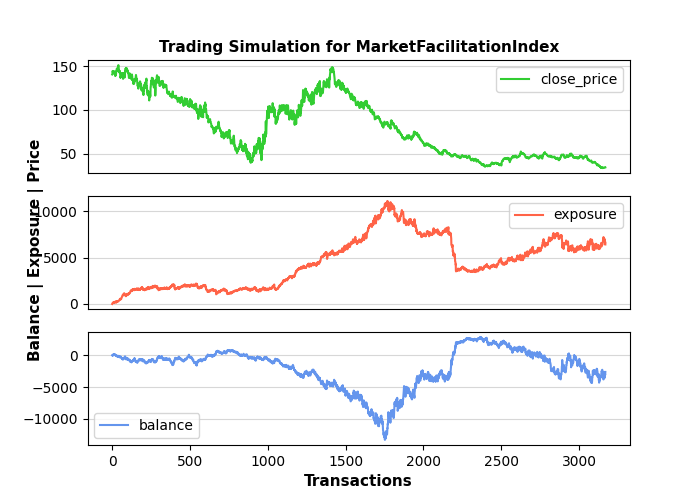 Trading Simulation for MarketFacilitationIndex
150
100
50
close_price
10000
5000
0
exposure
Balance | Exposure | Price
0
−5000
−10000
balance
0 500 1000 1500 2000 2500 3000
Transactions